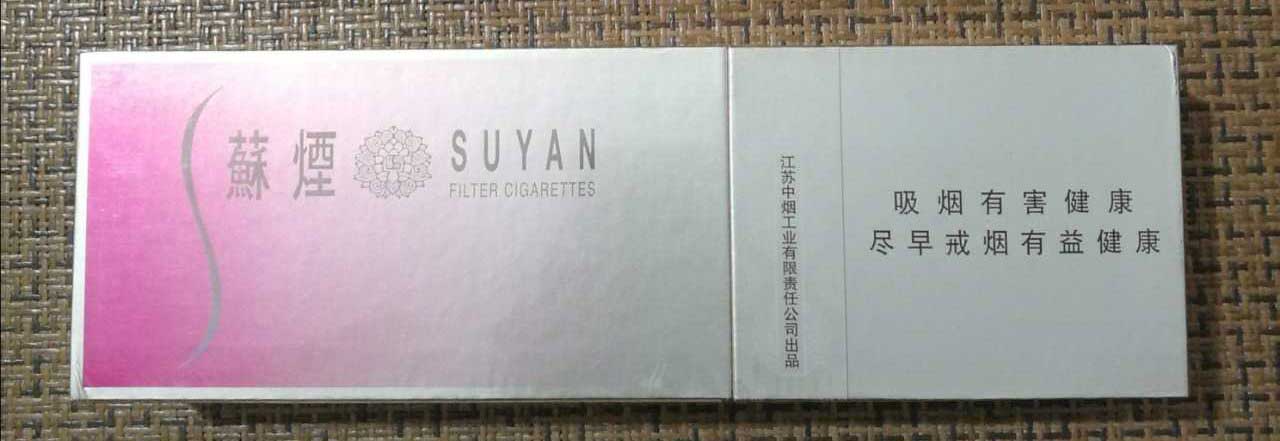 蘇煙
SUYAN
FILTER CIGARETTES
江苏中烟工业有限责任公司出品
吸烟有害健康
尽早戒烟有益健康